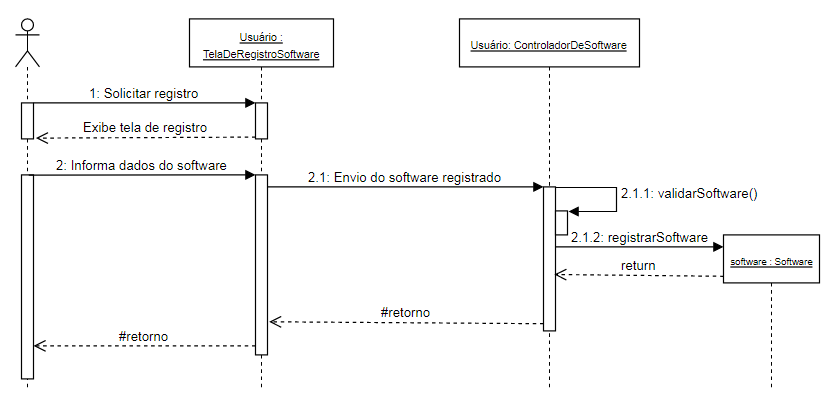 Usuário :
TelaDeRegistroSoftware
Usuário: ControladorDeSoftware
1: Solicitar registro
Exibe tela de registro
2: Informa dados do software
2.1: Envio do software registrado
2.1.1: validarSoftware()
2.1.2: registrarSoftware
software : Software
return
#retorno
#retorno